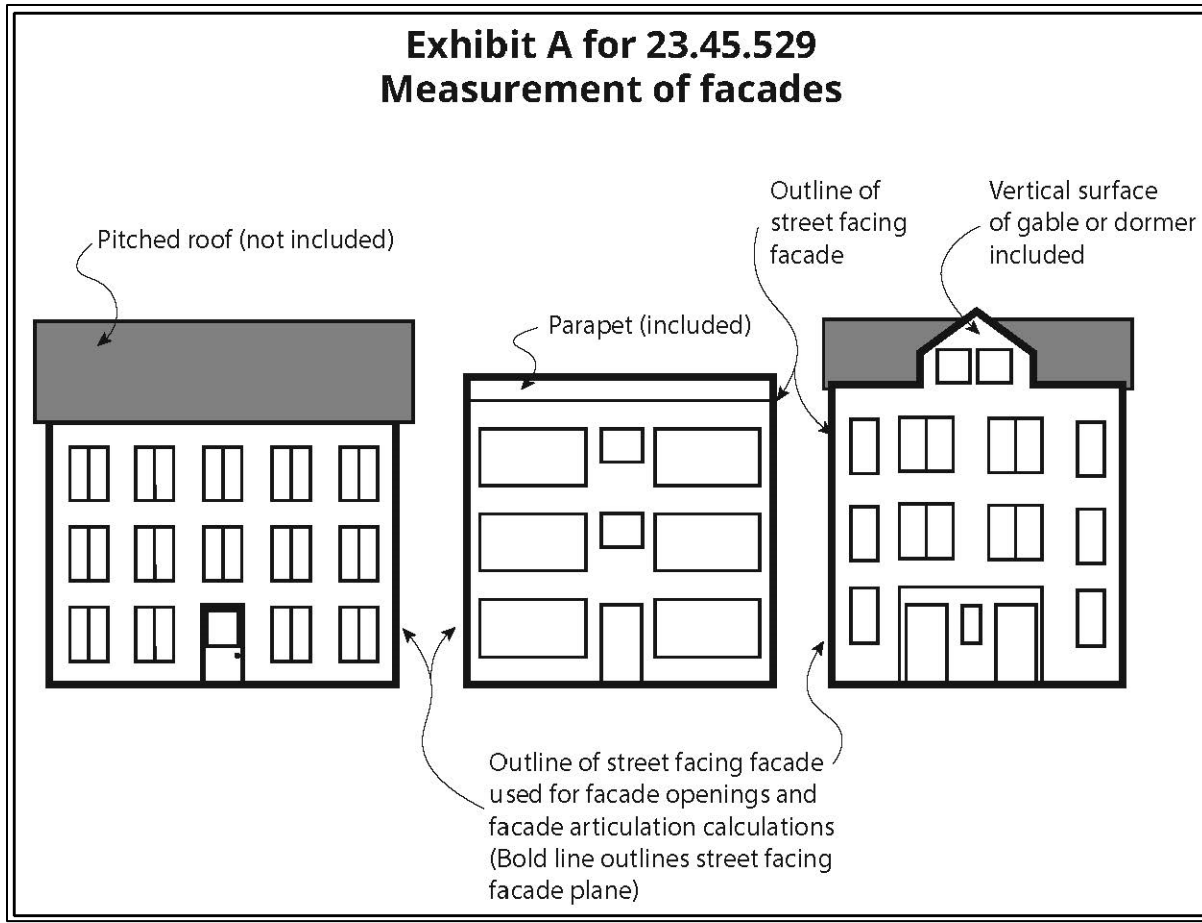 Exhibit A for 23.45.529
Measurement of facades
Pitched roof (not included)
Parapet (included)
Outline of
street facing
facade
Vertical surface
of gable or dormer
included
Outline of street facing facade
used for facade openings and
facade articulation calculations
(Bold line outlines street facing
facade plane)